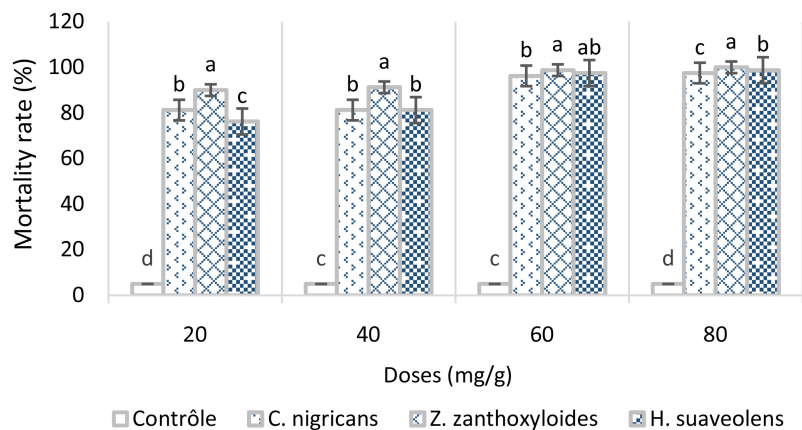 Mortality rate (%)
120
100
80
60
40
20
0
d b a c
c b a b
c b a ab
d c a b
20 40 60 80
Doses (mg/g)
Contrôle C. nigricans Z. zanthoxyloides H. suaveolens